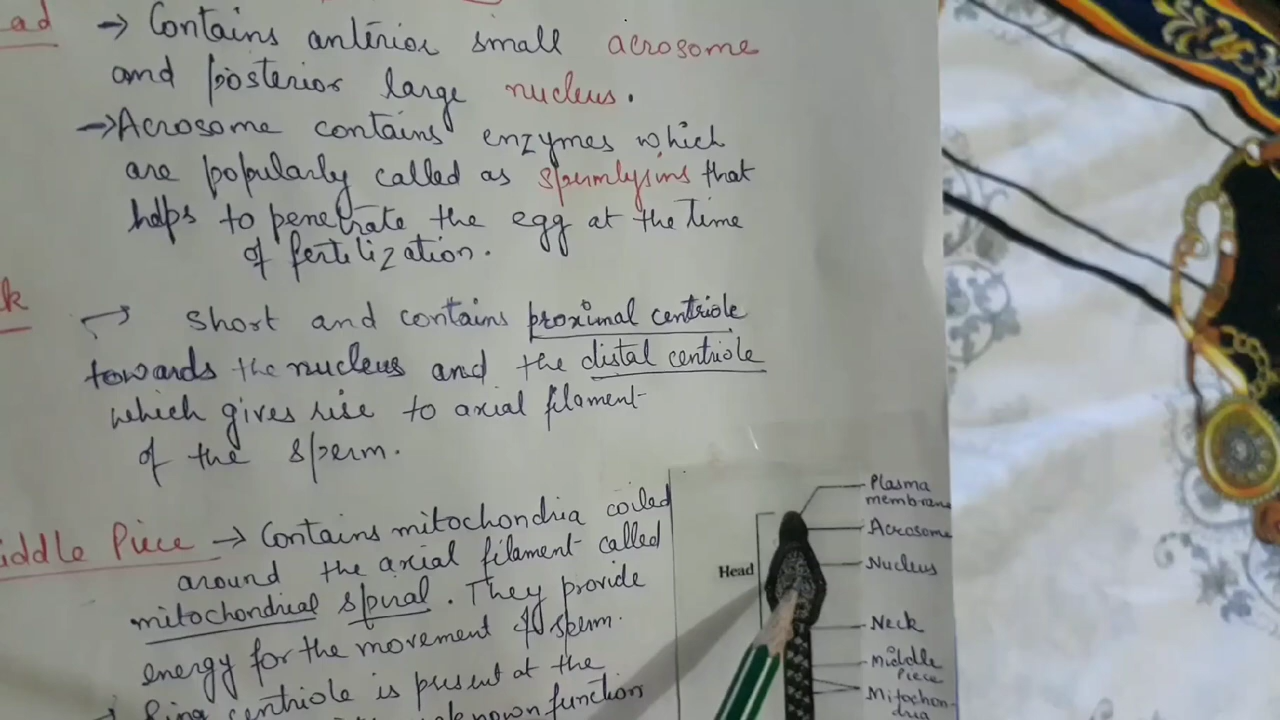 ad → Contains anterior small acrosome
and posterior large nucleus.
→ Acrosome contains enzymes which
are popularly called as spermlysins that
helps to penetrate the egg at the time
of fertilization.
k
→ Short and contains proximal centriole
towards the nucleus and the distal centriole
which gives rise to axial filament
of the sperm.
iddle Piece → Contains mitochondria coiled
around the axial filament called
mitochondrial spiral. They provide
energy for the movement of sperm.
Ring centriole is present at the
known function
Plasma
membrane
Acrosome
Head
Nucleus
Neck
Middle
Piece
Mitochon-
dria